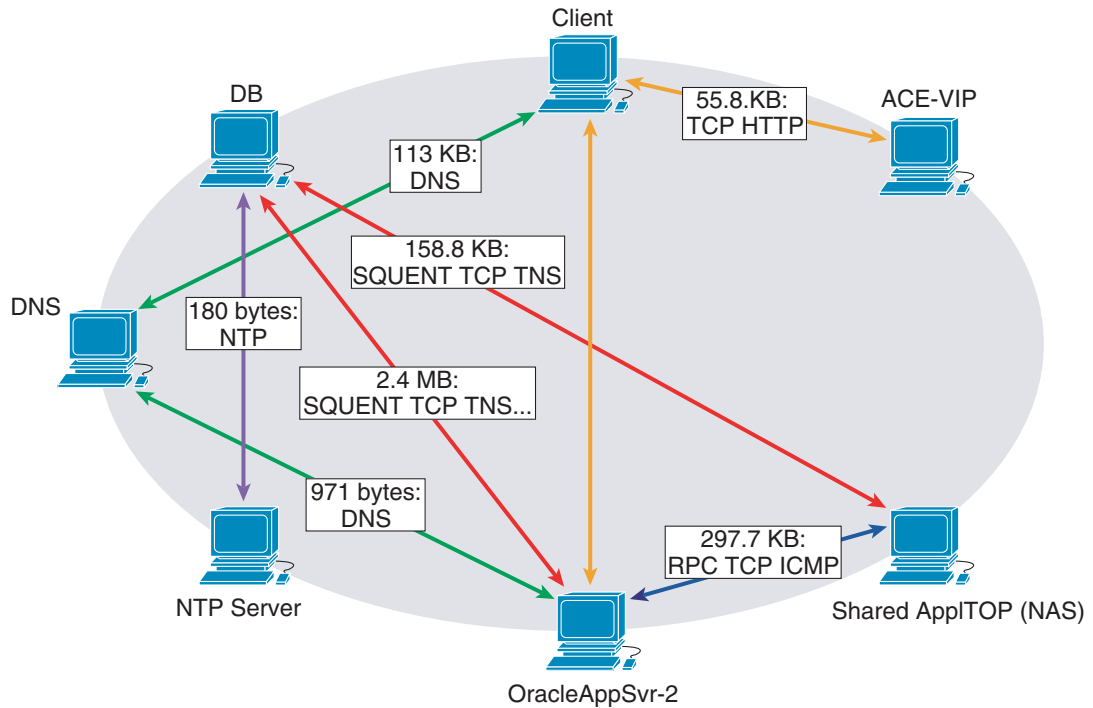 Client
DB
55.8.KB:
TCP HTTP
ACE-VIP
113 KB:
DNS
158.8 KB:
SQUENT TCP TNS
DNS
180 bytes:
NTP
2.4 MB:
SQUENT TCP TNS...
971 bytes:
DNS
297.7 KB:
RPC TCP ICMP
NTP Server
Shared ApplTOP (NAS)
OracleAppSvr-2